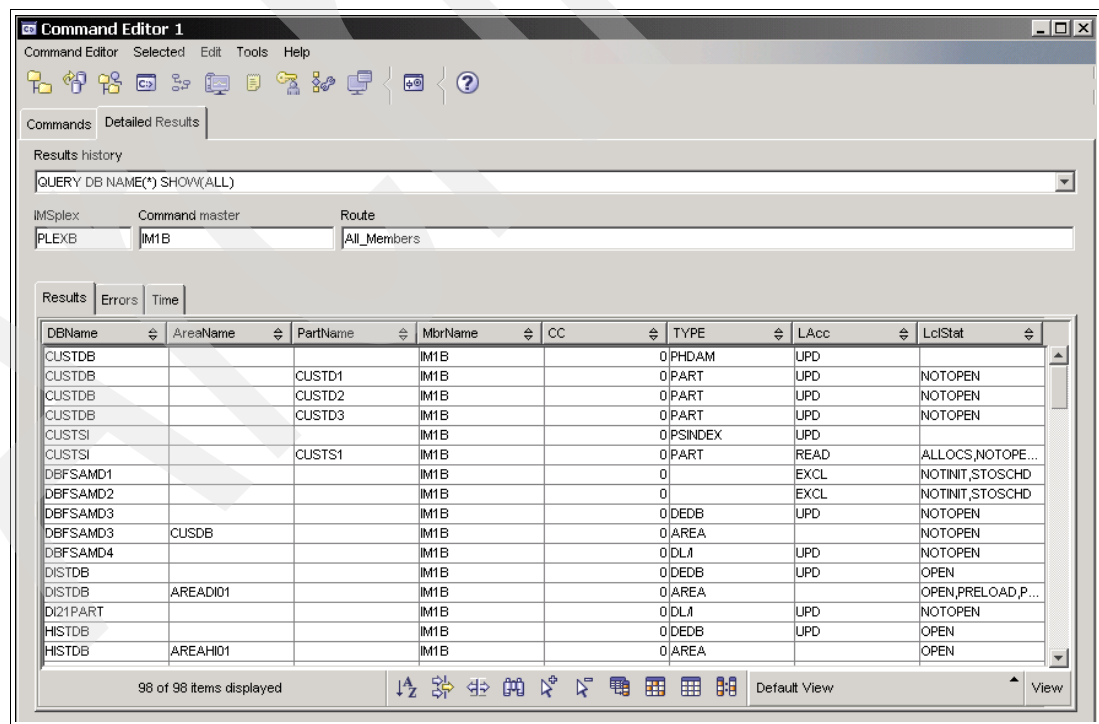 Command Editor 1
Command Editor Selected Edit Tools Help
Commands Detailed Results
Results history
QUERY DB NAME(*) SHOW(ALL)
IMSplex Command master Route
PLEXB IM1B All_Members
Results Errors Time
DBName AreaName PartName MbrName CC TYPE LAcc LclStat
CUSTDB IM1B 0 PHDAM UPD
CUSTDB CUSTD1 IM1B 0 PART UPD NOTOPEN
CUSTDB CUSTD2 IM1B 0 PART UPD NOTOPEN
CUSTDB CUSTD3 IM1B 0 PART UPD NOTOPEN
CUSTSI IM1B 0 PSINDEX UPD
CUSTSI CUSTS1 IM1B 0 PART READ ALLOCS,NOTOPE...
DBFSAMD1 IM1B 0 EXCL NOTINIT,STOSCHD
DBFSAMD2 IM1B 0 EXCL NOTINIT,STOSCHD
DBFSAMD3 IM1B 0 DEDB UPD NOTOPEN
DBFSAMD3 CUSDB IM1B 0 AREA NOTOPEN
DBFSAMD4 IM1B 0 DL/I UPD NOTOPEN
DISTDB IM1B 0 DEDB UPD OPEN
DISTDB AREADI01 IM1B 0 AREA OPEN,PRELOAD,P...
DI21PART IM1B 0 DL/I UPD NOTOPEN
HISTDB IM1B 0 DEDB UPD OPEN
HISTDB AREAHI01 IM1B 0 AREA OPEN
98 of 98 items displayed Default View View